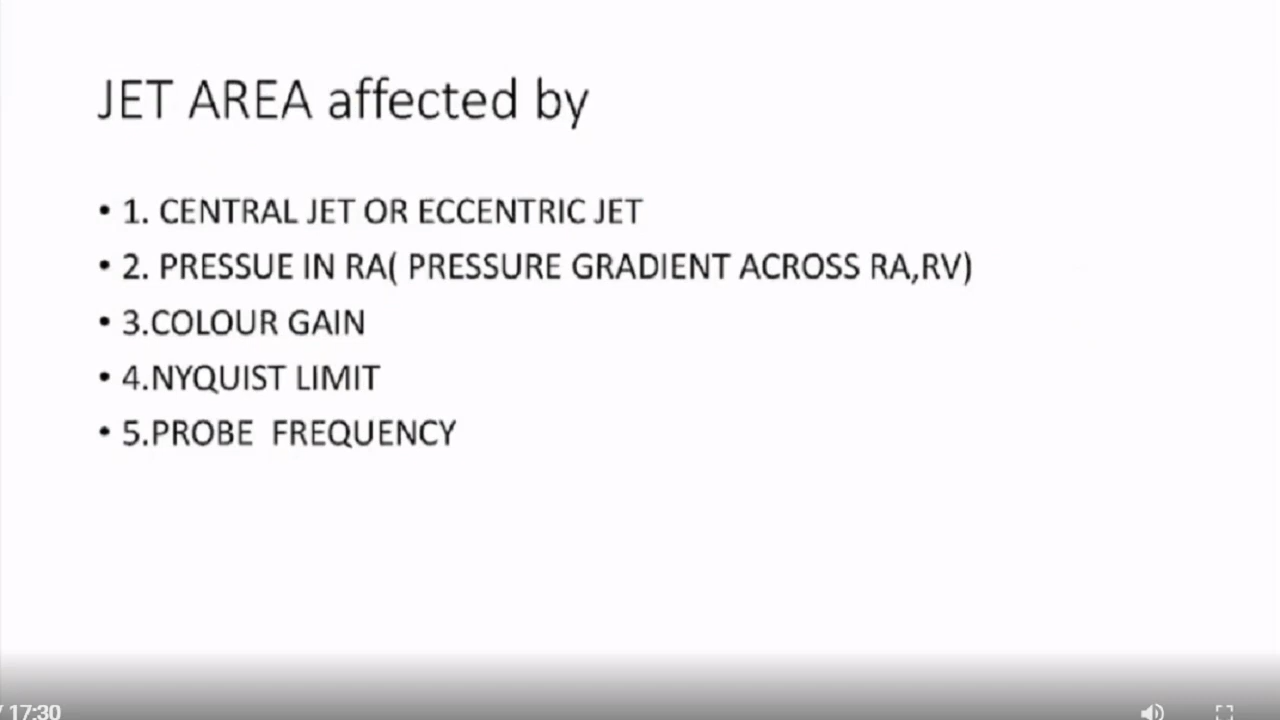 JET AREA affected by
• 1. CENTRAL JET OR ECCENTRIC JET
• 2. PRESSUE IN RA( PRESSURE GRADIENT ACROSS RA,RV)
• 3.COLOUR GAIN
• 4.NYQUIST LIMIT
• 5.PROBE  FREQUENCY
/ 17:30